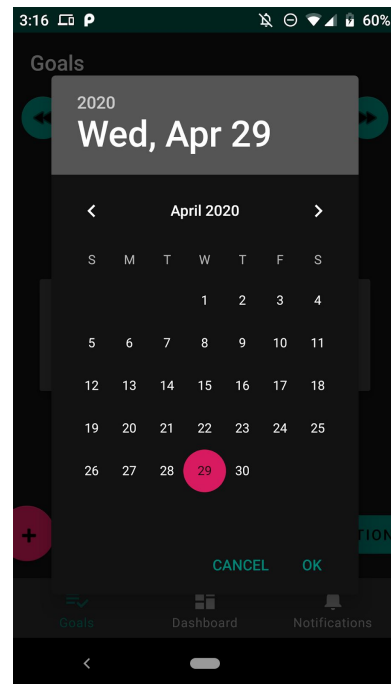 3:16 P 60%
Goals
2020
Wed, Apr 29
April 2020
S M T W T F S
1 2 3 4
5 6 7 8 9 10 11
12 13 14 15 16 17 18
19 20 21 22 23 24 25
26 27 28 29 30
+ TION
CANCEL OK
Goals Dashboard Notifications